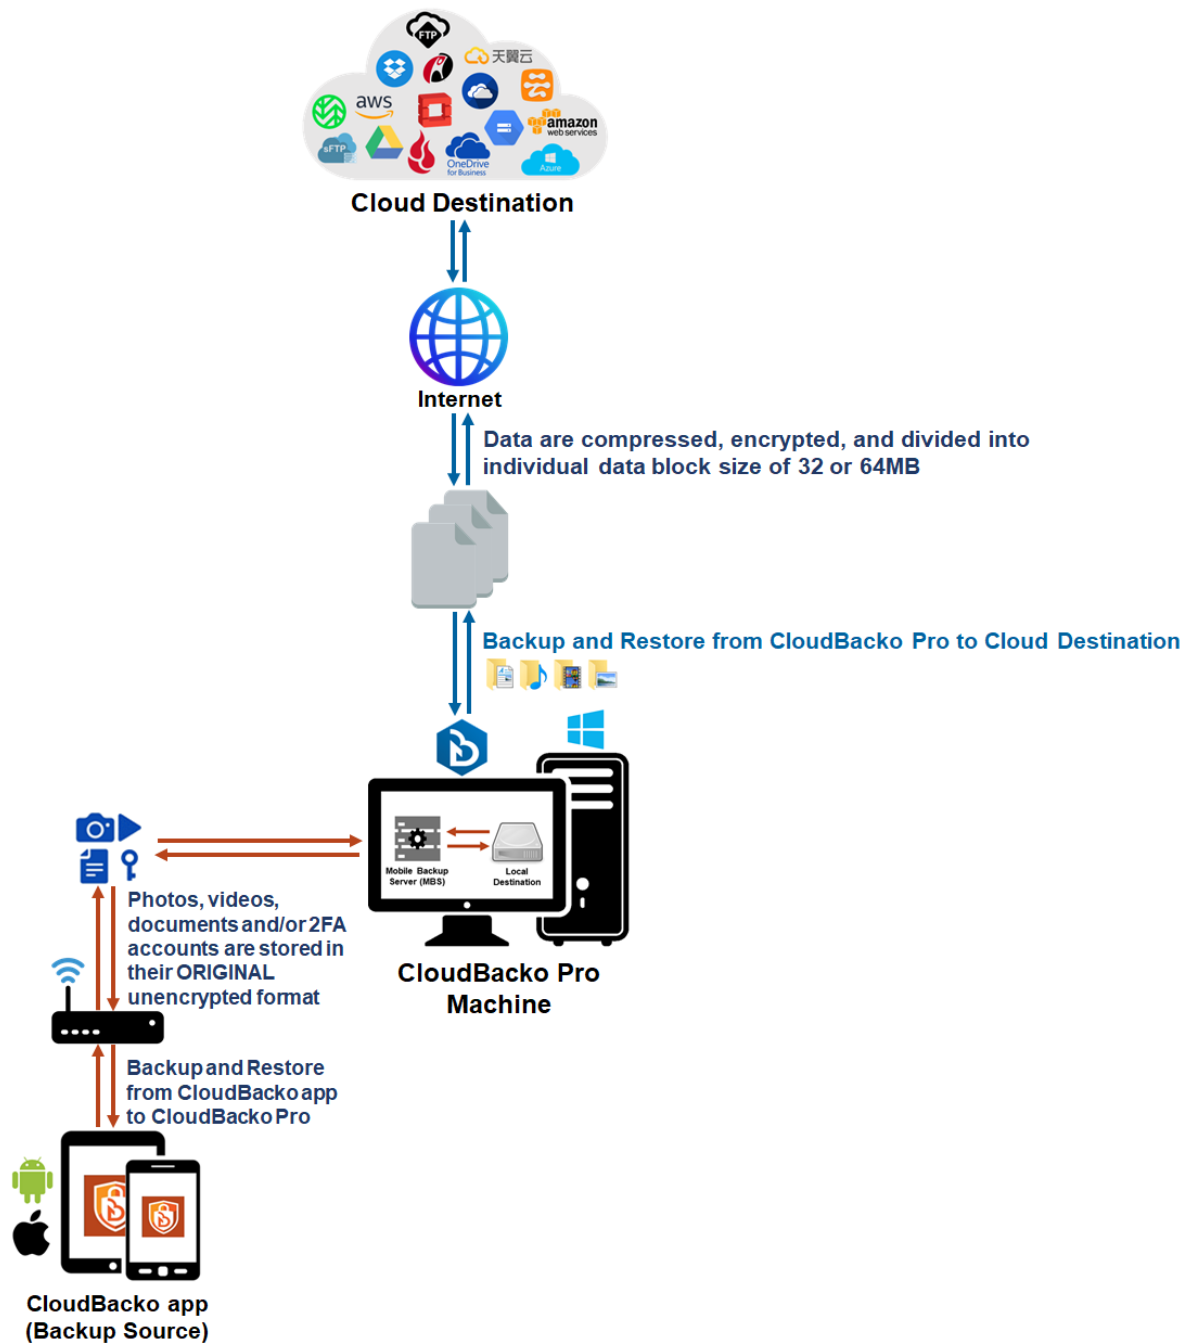 FTP
天翼云
aws
amazon
web services
sFTP
OneDrive
for Business
Azure
Cloud Destination
Internet
Data are compressed, encrypted, and divided into
individual data block size of 32 or 64MB
Backup and Restore from CloudBacko Pro to Cloud Destination
Mobile Backup
Server (MBS)
Local
Destination
CloudBacko Pro
Machine
Photos, videos,
documents and/or 2FA
accounts are stored in
their ORIGINAL
unencrypted format
Backup and Restore
from CloudBacko app
to CloudBacko Pro
CloudBacko app
(Backup Source)